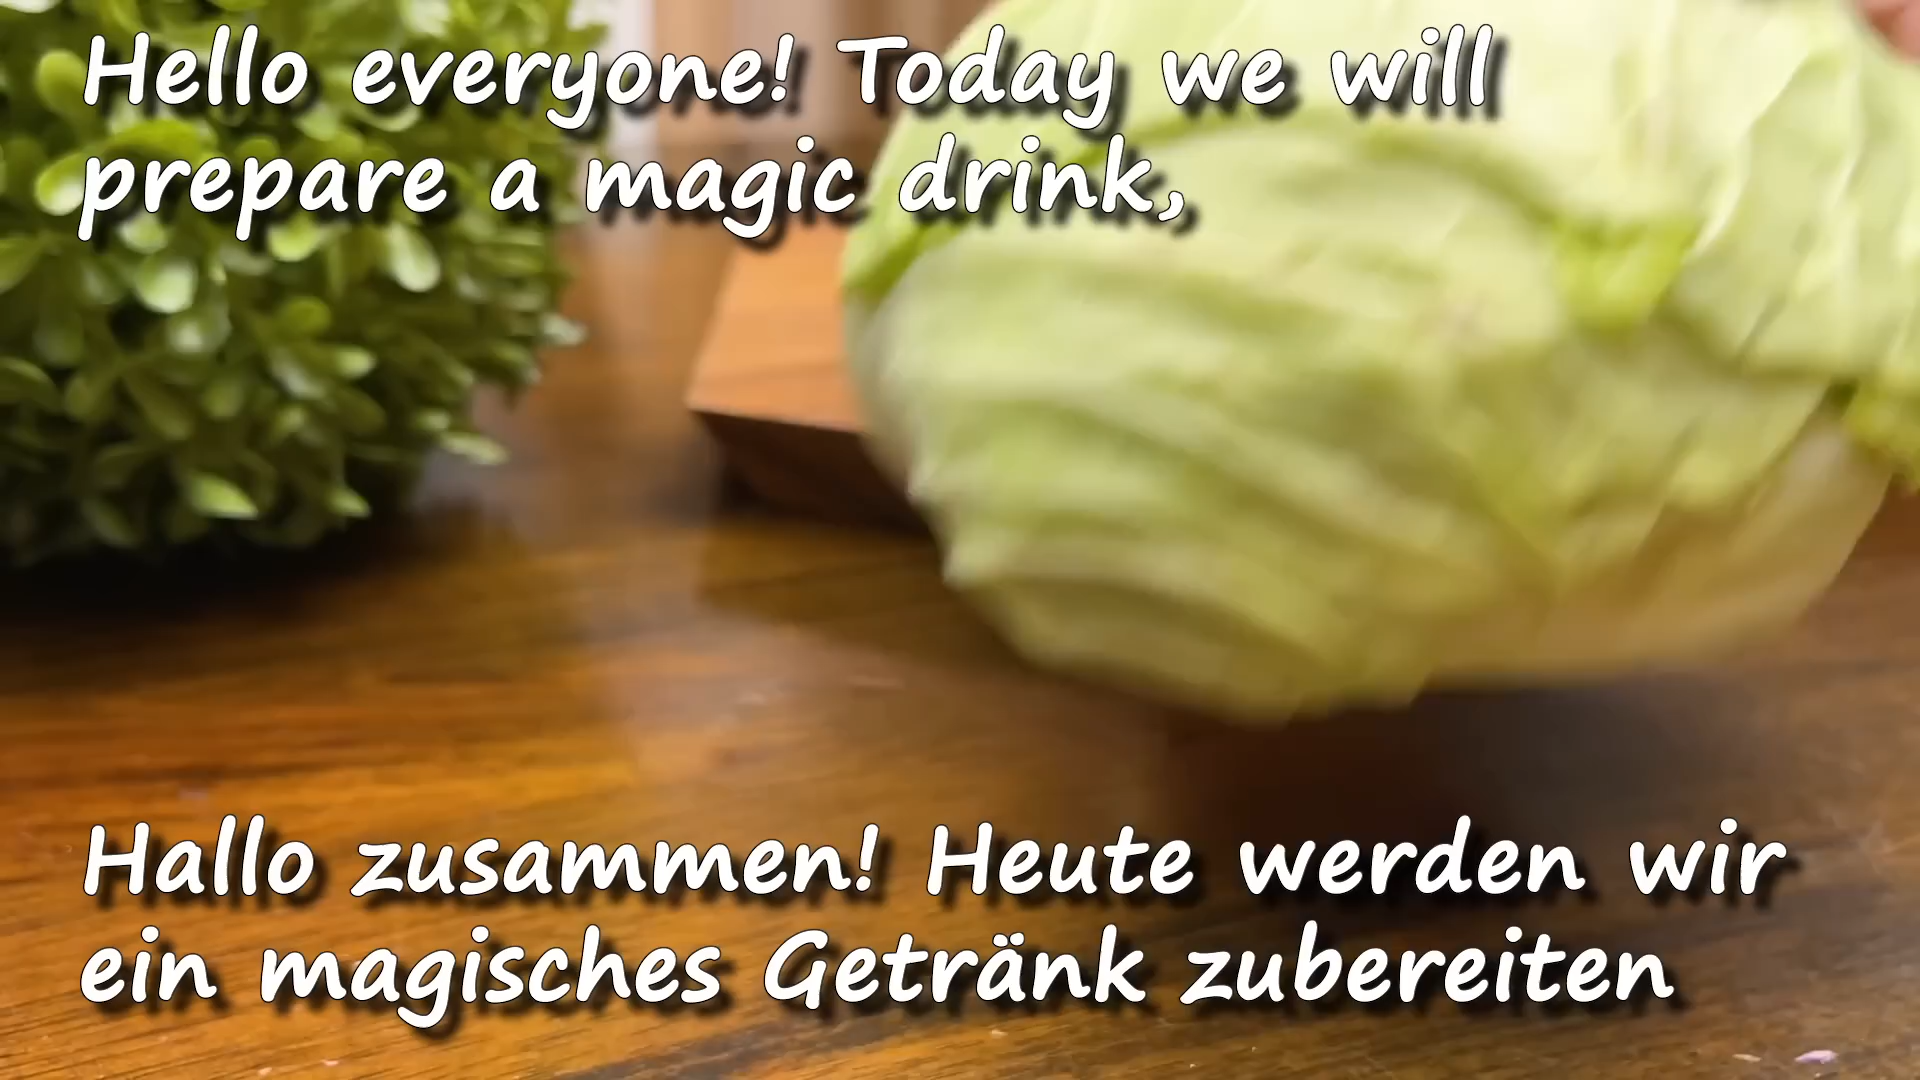 Hello everyone! Today we will
prepare a magic drink,
Hallo zusammen! Heute werden wir
ein magisches Getränk zubereiten